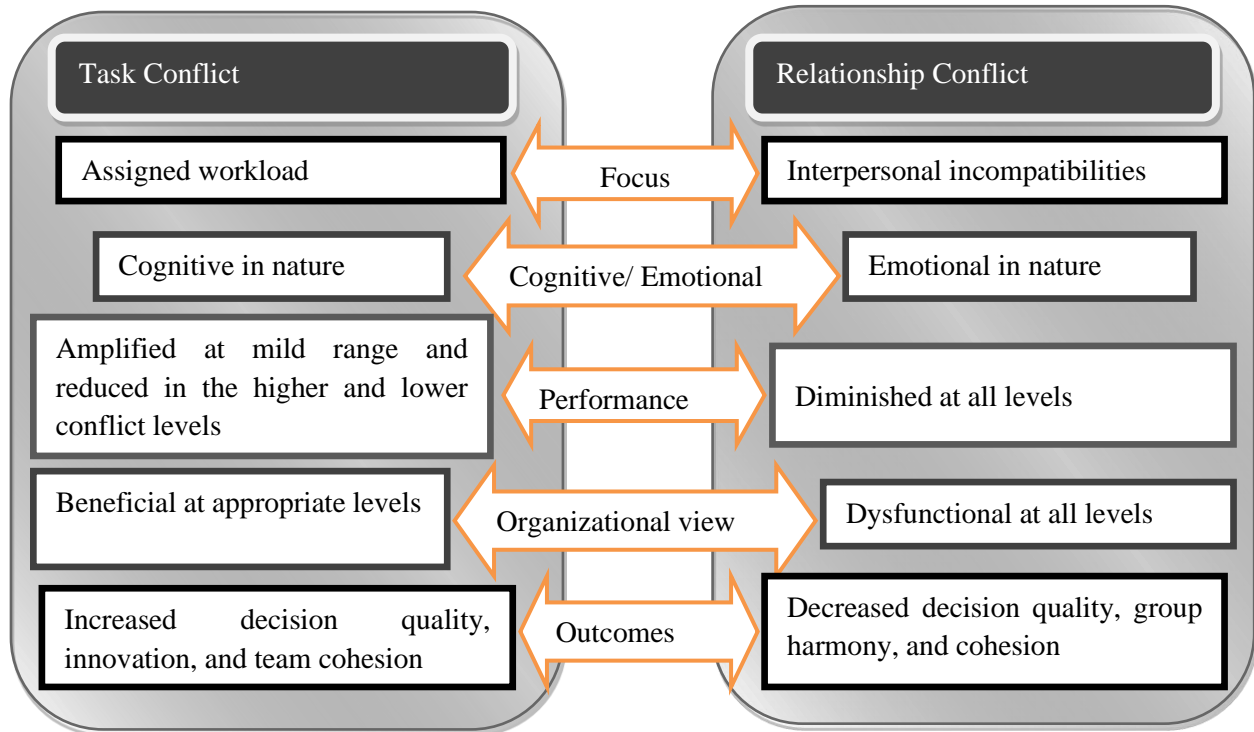 Task Conflict
Relationship Conflict
Assigned workload
Focus
Interpersonal incompatibilities
Cognitive in nature
Cognitive/ Emotional
Emotional in nature
Amplified at mild range and
reduced in the higher and lower
conflict levels
Performance
Diminished at all levels
Beneficial at appropriate levels
Organizational view
Dysfunctional at all levels
Increased decision quality,
innovation, and team cohesion
Outcomes
Decreased decision quality, group
harmony, and cohesion